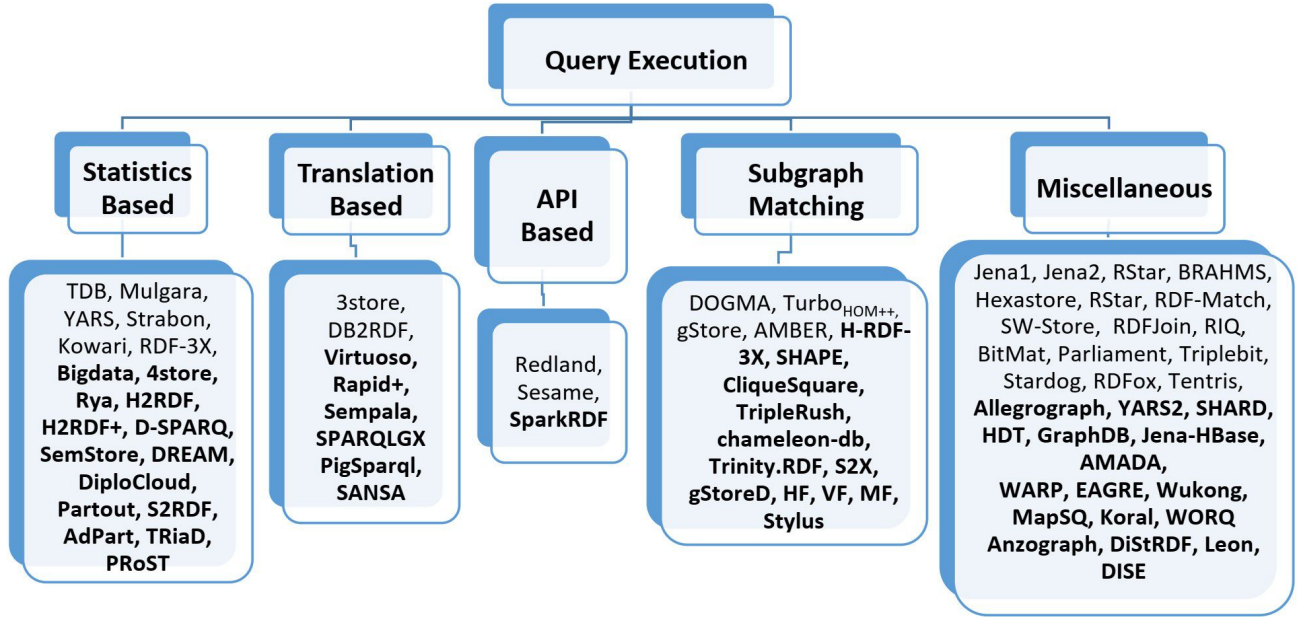 Query Execution
Statistics
Based
Translation
Based
API
Based
Subgraph
Matching
Miscellaneous
TDB, Mulgara,
YARS, Strabon,
Kowari, RDF-3X,
Bigdata, 4store,
Rya, H2RDF,
H2RDF+, D-SPARQ,
SemStore, DREAM,
DiploCloud,
Partout, S2RDF,
AdPart, TRiaD,
PRoST
3store,
DB2RDF,
Virtuoso,
Rapid+,
Sempala,
SPARQLGX
PigSparql,
SANSA
Redland,
Sesame,
SparkRDF
DOGMA, TurboHOM++,
gStore, AMBER, H-RDF-
3X, SHAPE,
CliqueSquare,
TripleRush,
chameleon-db,
Trinity.RDF, S2X,
gStoreD, HF, VF, MF,
Stylus
Jena1, Jena2, RStar, BRAHMS,
Hexastore, RStar, RDF-Match,
SW-Store, RDFJoin, RIQ,
BitMat, Parliament, Triplebit,
Stardog, RDFox, Tentris,
Allegrograph, YARS2, SHARD,
HDT, GraphDB, Jena-HBase,
AMADA,
WARP, EAGRE, Wukong,
MapSQ, Koral, WORQ
Anzograph, DiStRDF, Leon,
DISE